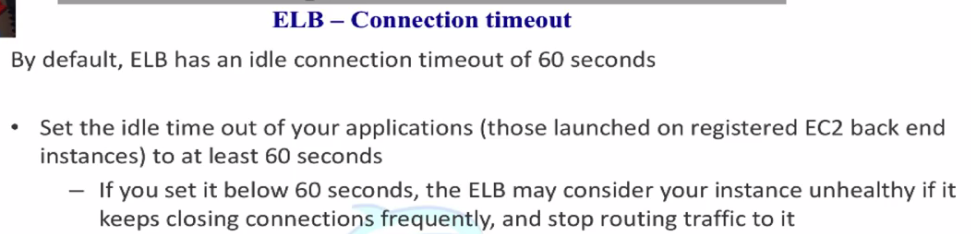 ELB – Connection timeout
By default, ELB has an idle connection timeout of 60 seconds
• Set the idle time out of your applications (those launched on registered EC2 back end
instances) to at least 60 seconds
– If you set it below 60 seconds, the ELB may consider your instance unhealthy if it
keeps closing connections frequently, and stop routing traffic to it